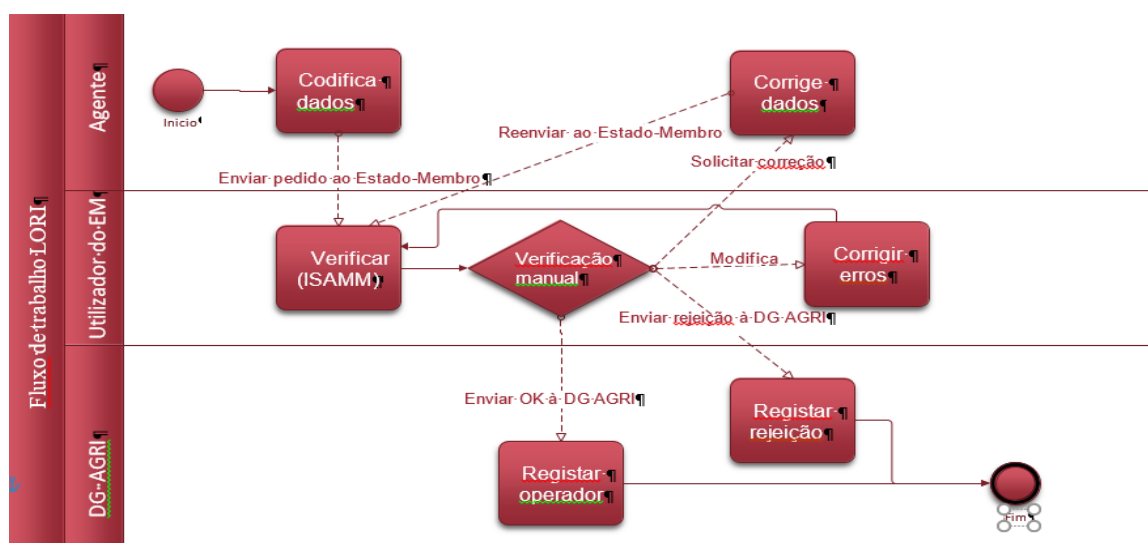 Fluxo de trabalho LORI¶
Agente¶
Inicio¶
Codifica ¶
dados¶
Corrige ¶
dados¶
Reenviar ao Estado-Membro
Solicitar correção¶
Enviar pedido ao Estado-Membro¶
Utilizador do EM¶
Verificar
(ISAMM)¶
Verificação¶
manual¶
Modifica
Corrigir ¶
erros¶
Enviar rejeição à DG AGRI¶
DG-AGRI¶
Enviar OK à DG AGRI¶
Registar ¶
rejeição¶
Registar ¶
operador¶
Fim¶